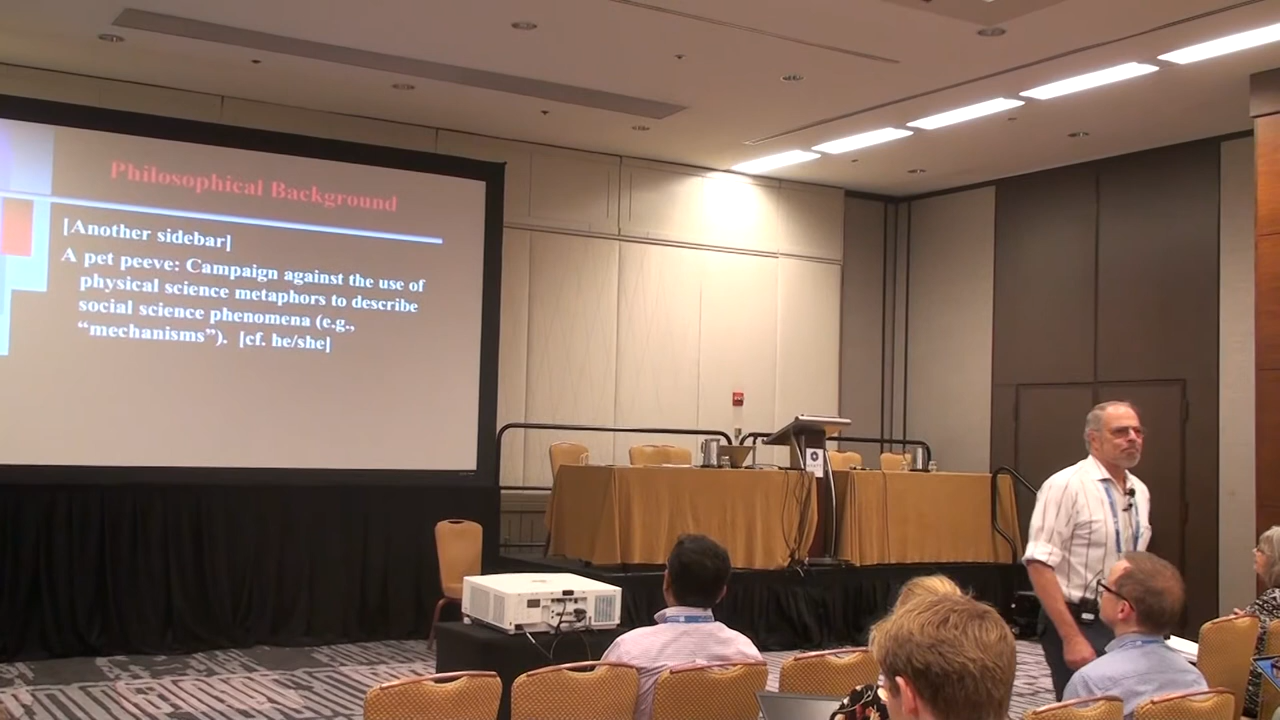 Philosophical Background
[Another sidebar]
A pet peeve: Campaign against the use of
physical science metaphors to describe
social science phenomena (e.g.,
“mechanisms”). [cf. he/she]